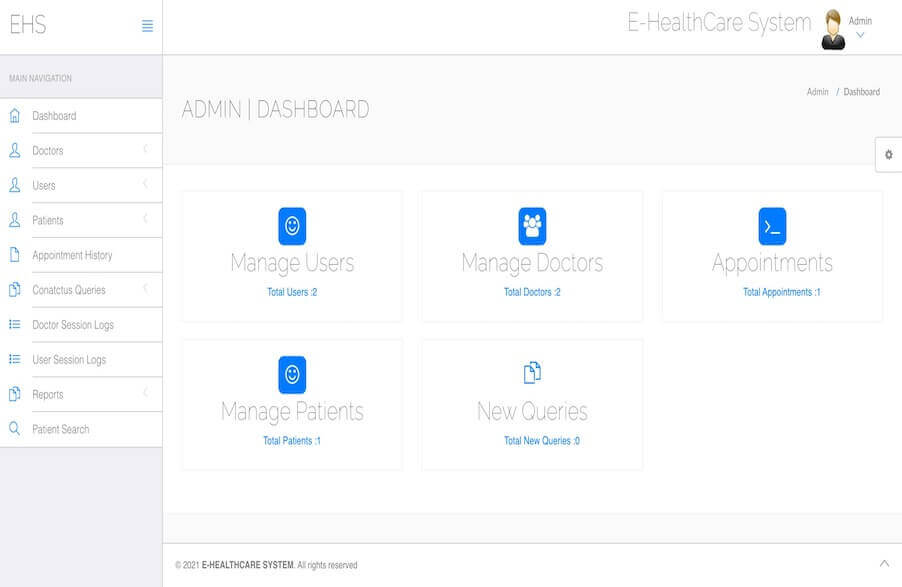 EHS
E-HealthCare System
Admin
MAIN NAVIGATION
Dashboard
Doctors
Users
Patients
Appointment History
Conatctus Queries
Doctor Session Logs
User Session Logs
Reports
Patient Search
ADMIN | DASHBOARD
Admin / Dashboard
Manage Users
Total Users :2
Manage Doctors
Total Doctors :2
Appointments
Total Appointments :1
Manage Patients
Total Patients :1
New Queries
Total New Queries :0
© 2021 E-HEALTHCARE SYSTEM. All rights reserved